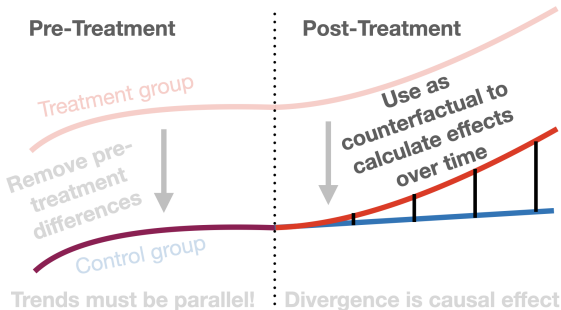 Pre-Treatment
Post-Treatment
Treatment group
Use as
counterfactual to
calculate effects
over time
Remove pre-
treatment
differences
Control group
Trends must be parallel!
Divergence is causal effect